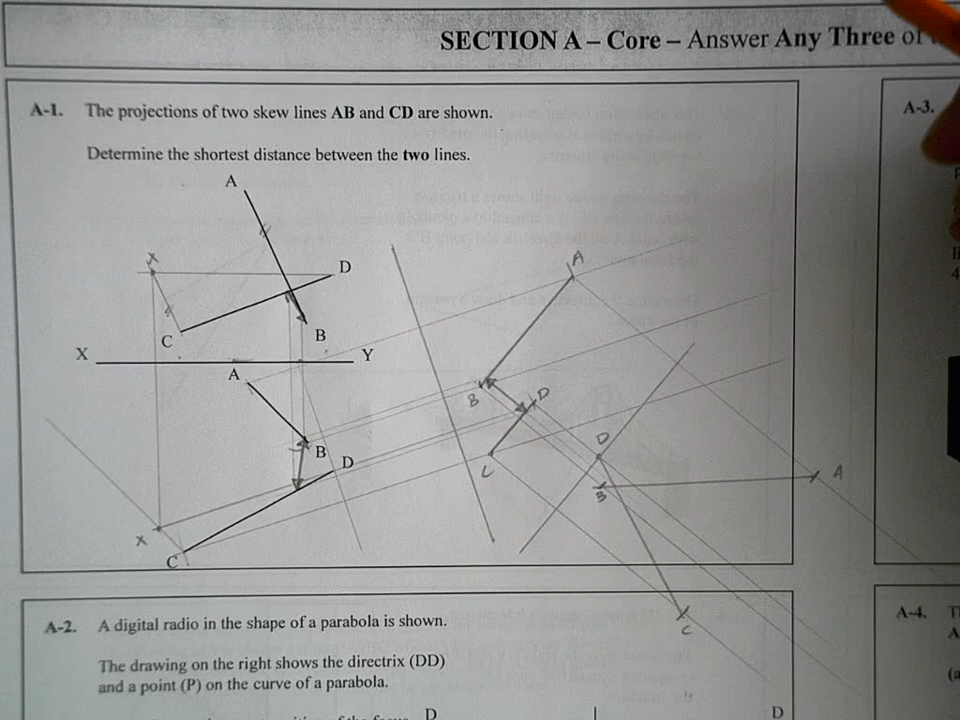 SECTION A – Core – Answer Any Three of
A-1. The projections of two skew lines AB and CD are shown.
Determine the shortest distance between the two lines.
A
X
D
C
B
X
Y
A
B
D
X
C
A
B
D
C
D
B
A
C
A-2. A digital radio in the shape of a parabola is shown.
The drawing on the right shows the directrix (DD)
and a point (P) on the curve of a parabola.
D
D
A-3.
A-4.